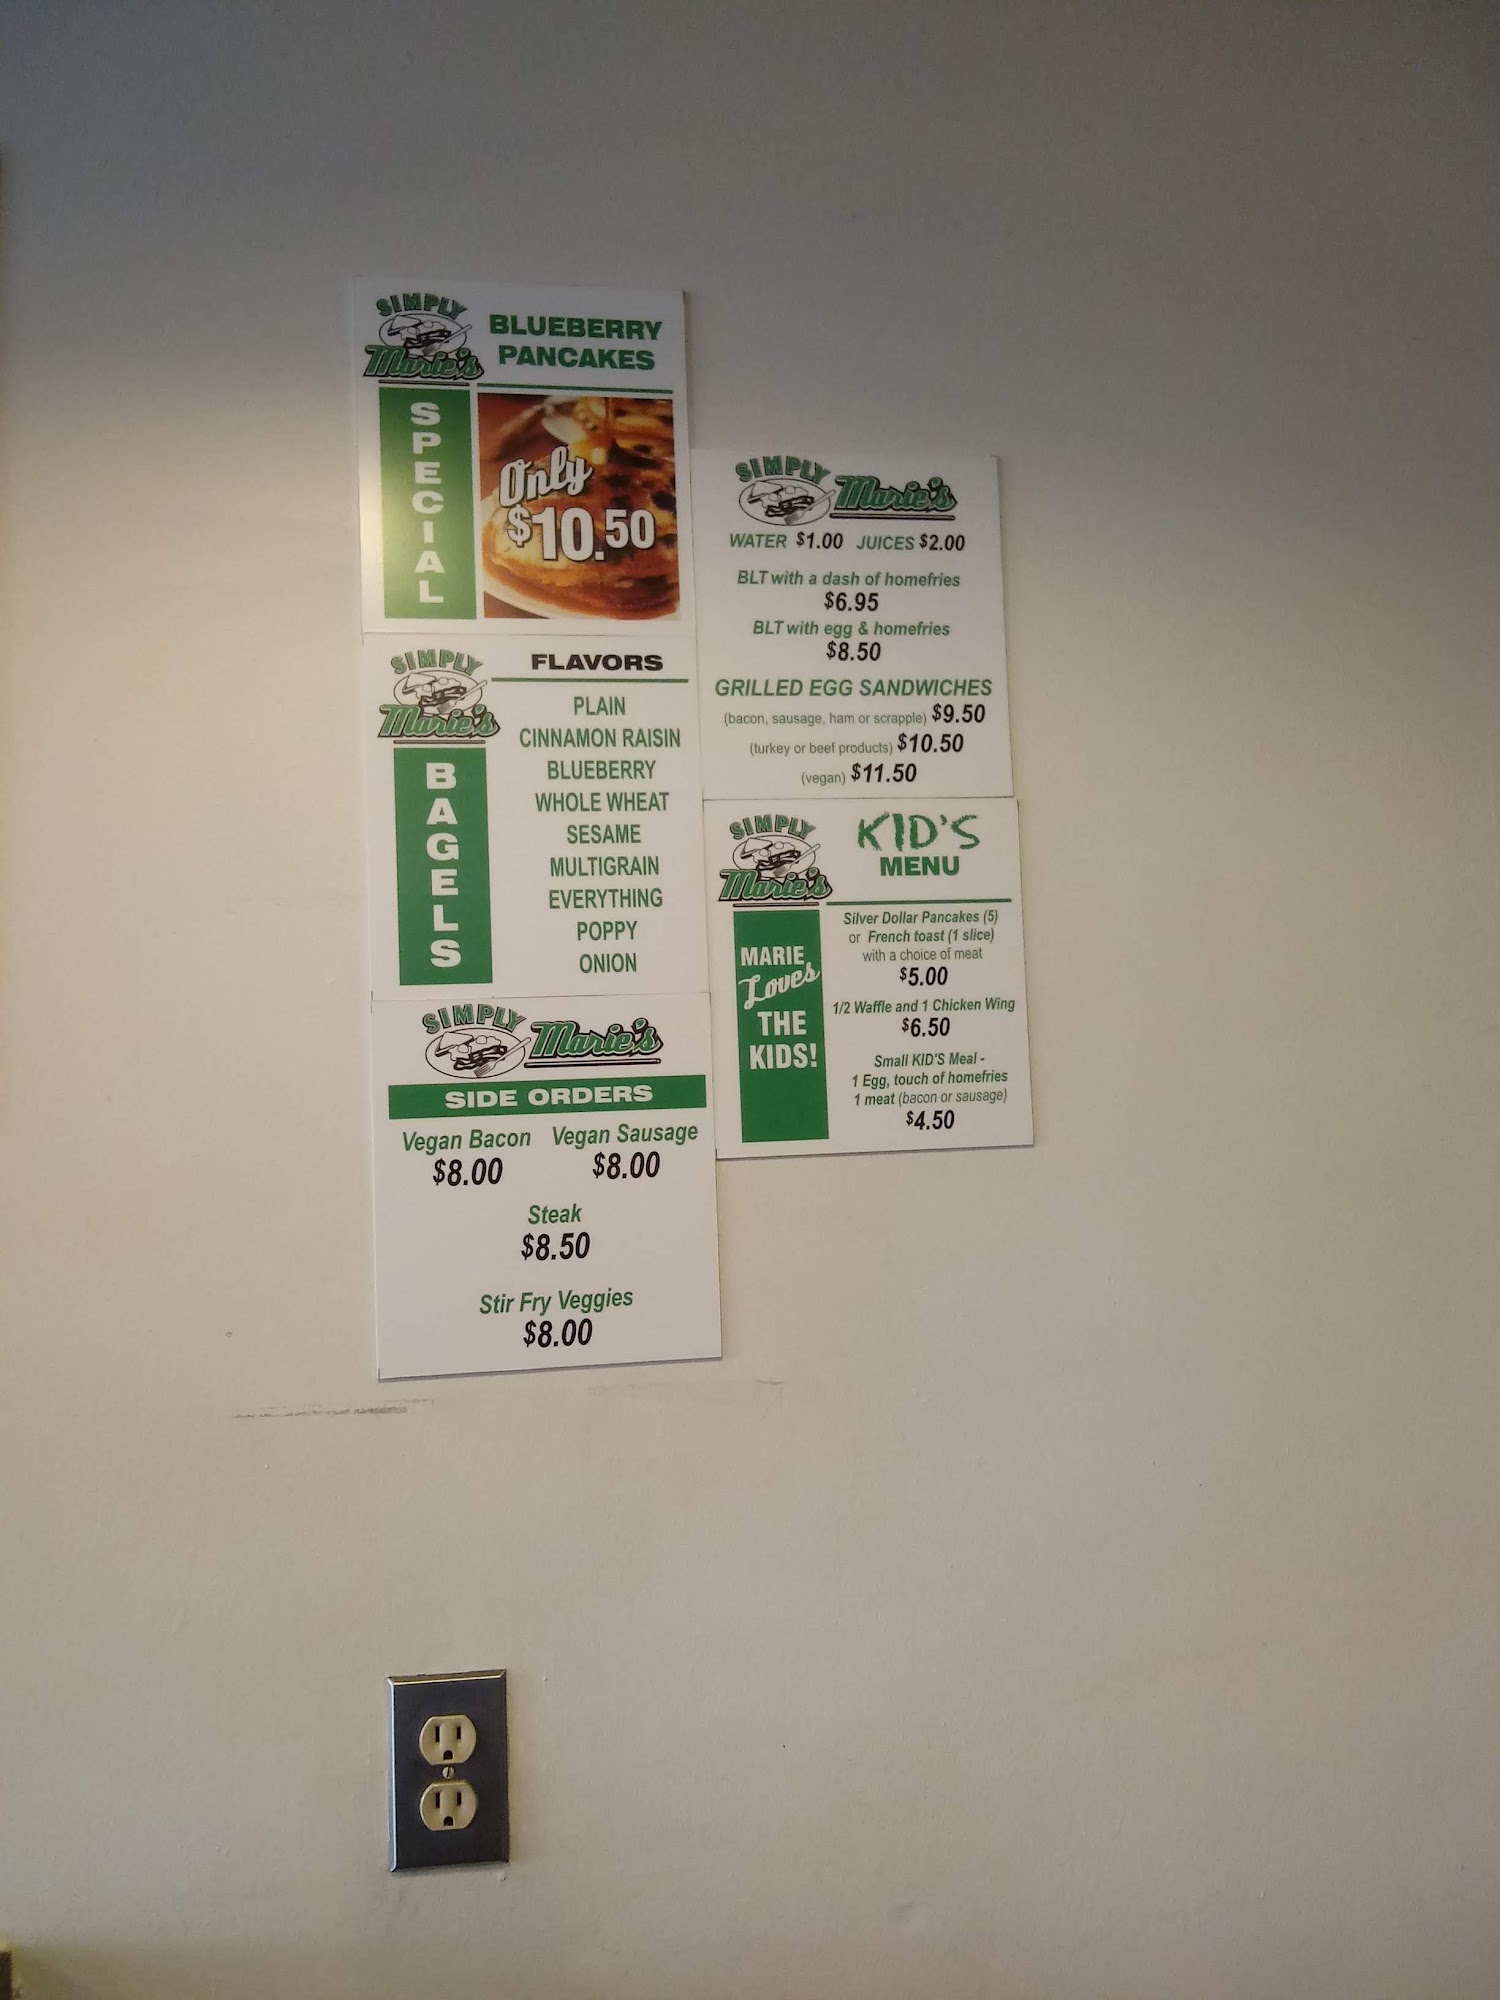 SIMPLY
Marie's
BLUEBERRY
PANCAKES
SPECIAL
Only
$10.50
SIMPLY
Marie's
FLAVORS
BAGELS
PLAIN
CINNAMON RAISIN
BLUEBERRY
WHOLE WHEAT
SESAME
MULTIGRAIN
EVERYTHING
POPPY
ONION
SIMPLY Marie's
SIDE ORDERS
Vegan Bacon Vegan Sausage
$8.00 $8.00
Steak
$8.50
Stir Fry Veggies
$8.00
SIMPLY Marie's
WATER $1.00 JUICES $2.00
BLT with a dash of homefries
$6.95
BLT with egg & homefries
$8.50
GRILLED EGG SANDWICHES
(bacon, sausage, ham or scrapple) $9.50
(turkey or beef products) $10.50
(vegan) $11.50
SIMPLY
Marie's
KID'S
MENU
MARIE
Loves
THE
KIDS!
Silver Dollar Pancakes (5)
or French toast (1 slice)
with a choice of meat
$5.00
1/2 Waffle and 1 Chicken Wing
$6.50
Small KID'S Meal -
1 Egg, touch of homefries
1 meat (bacon or sausage)
$4.50